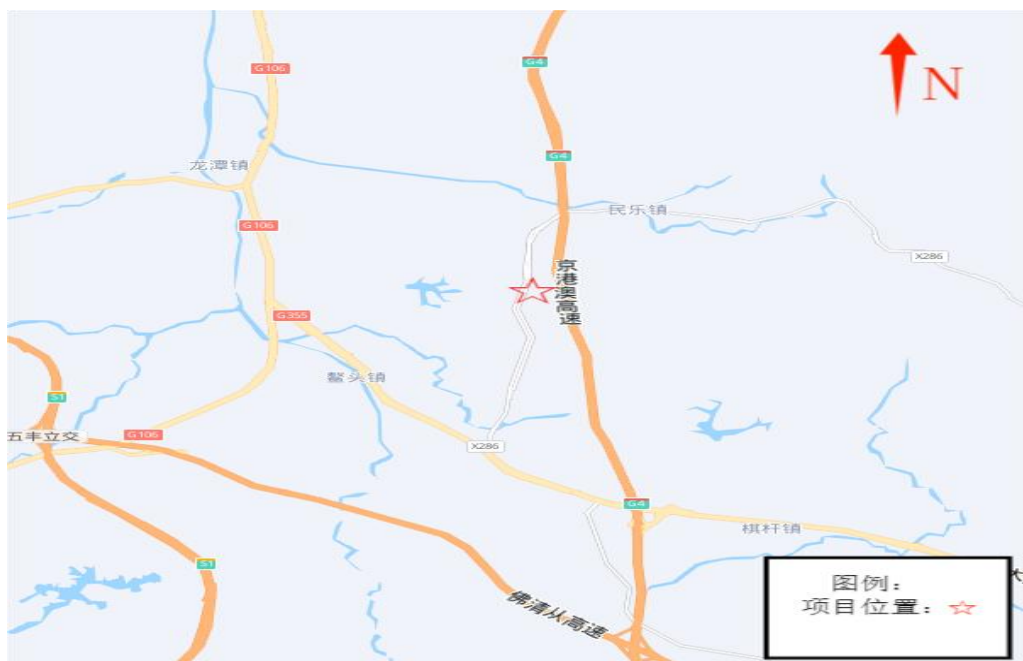 G4
G106
N
G4
龙潭镇
民乐镇
G106
X286
京港澳高速
G355
鳌头镇
S1
五丰立交
G106
X286
G4
棋杆镇
S1
佛清从高速
图例：
项目位置：